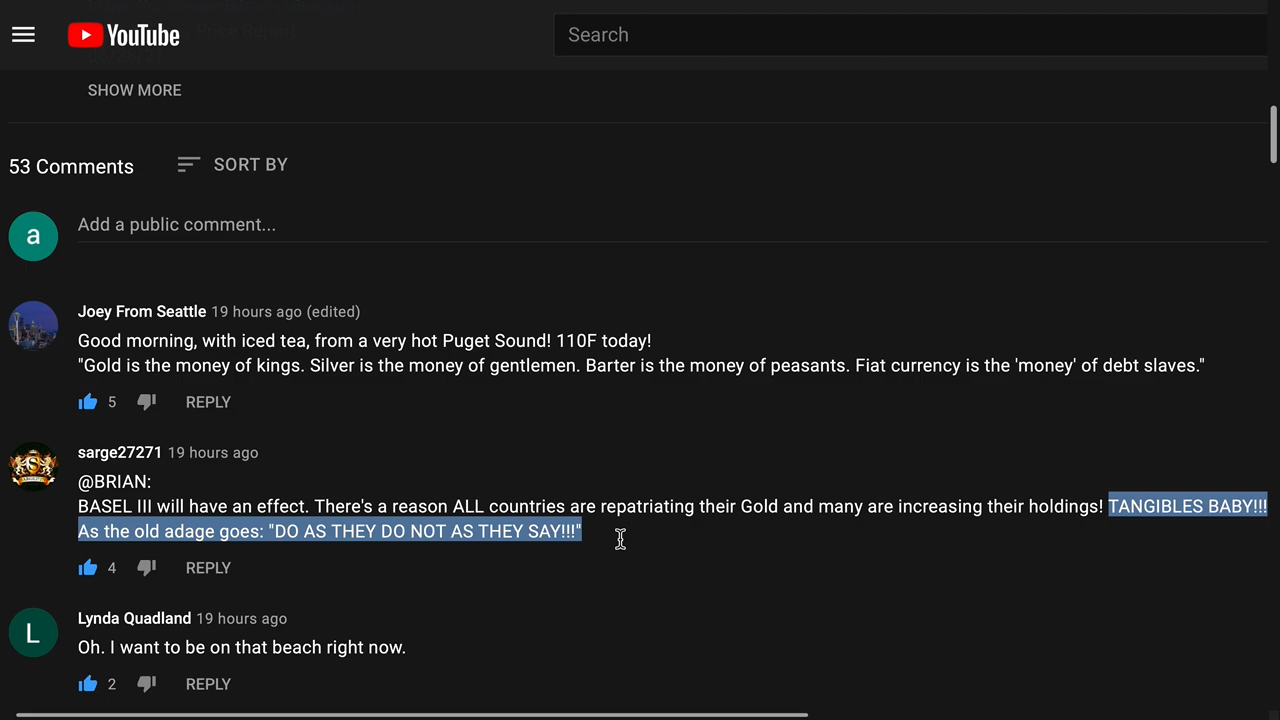 YouTube
Search
SHOW MORE
53 Comments
SORT BY
a
Add a public comment...
Joey From Seattle 19 hours ago (edited)
Good morning, with iced tea, from a very hot Puget Sound! 110F today!
"Gold is the money of kings. Silver is the money of gentlemen. Barter is the money of peasants. Fiat currency is the 'money' of debt slaves."
5 REPLY
sarge27271 19 hours ago
@BRIAN:
BASEL III will have an effect. There's a reason ALL countries are repatriating their Gold and many are increasing their holdings! TANGIBLES BABY!!!
As the old adage goes: "DO AS THEY DO NOT AS THEY SAY!!!"
4 REPLY
L
Lynda Quadland 19 hours ago
Oh. I want to be on that beach right now.
2 REPLY